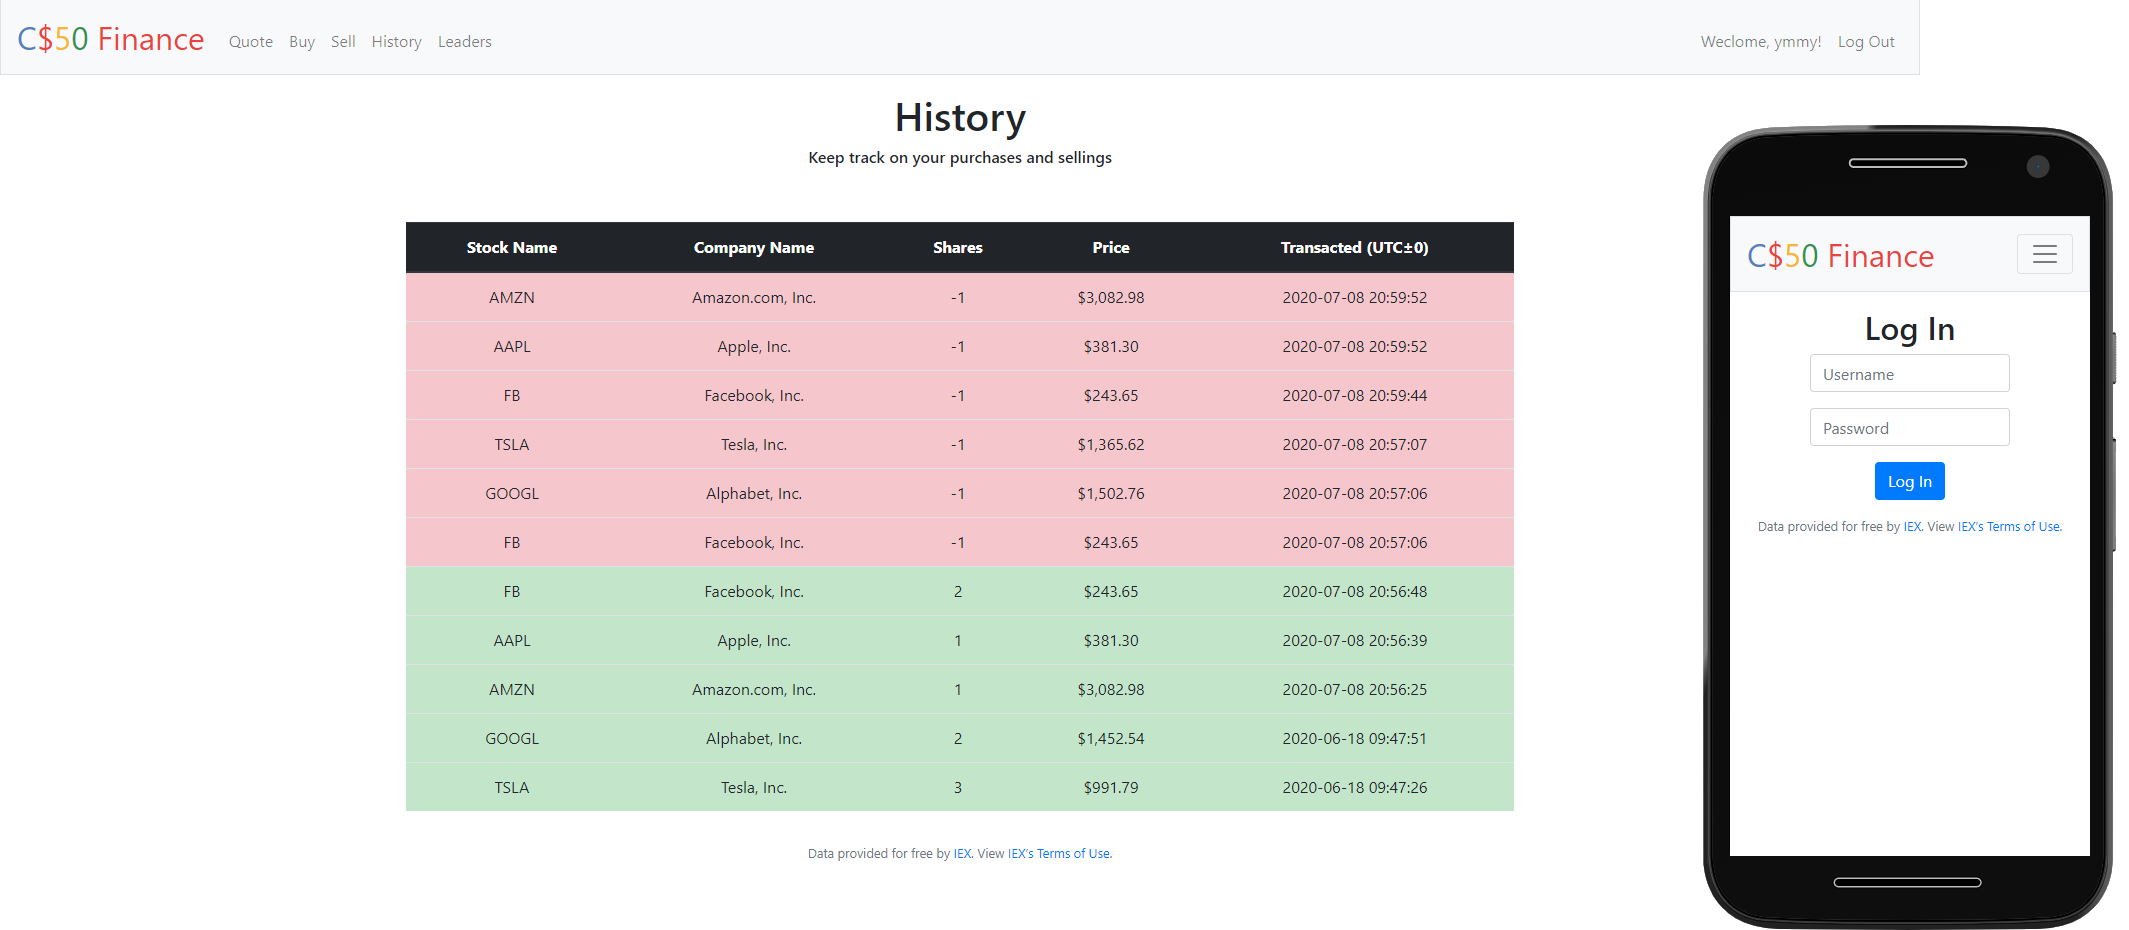 C$50 Finance Quote Buy Sell History Leaders Weclome, ymmy! Log Out
History
Keep track on your purchases and sellings
Stock Name Company Name Shares Price Transacted (UTC±0)
AMZN Amazon.com, Inc. -1 $3,082.98 2020-07-08 20:59:52
AAPL Apple, Inc. -1 $381.30 2020-07-08 20:59:52
FB Facebook, Inc. -1 $243.65 2020-07-08 20:59:44
TSLA Tesla, Inc. -1 $1,365.62 2020-07-08 20:57:07
GOOGL Alphabet, Inc. -1 $1,502.76 2020-07-08 20:57:06
FB Facebook, Inc. -1 $243.65 2020-07-08 20:57:06
FB Facebook, Inc. 2 $243.65 2020-07-08 20:56:48
AAPL Apple, Inc. 1 $381.30 2020-07-08 20:56:39
AMZN Amazon.com, Inc. 1 $3,082.98 2020-07-08 20:56:25
GOOGL Alphabet, Inc. 2 $1,452.54 2020-06-18 09:47:51
TSLA Tesla, Inc. 3 $991.79 2020-06-18 09:47:26
Data provided for free by IEX. View IEX's Terms of Use.
C$50 Finance
Log In
Username
Password
Log In
Data provided for free by IEX. View IEX's Terms of Use.